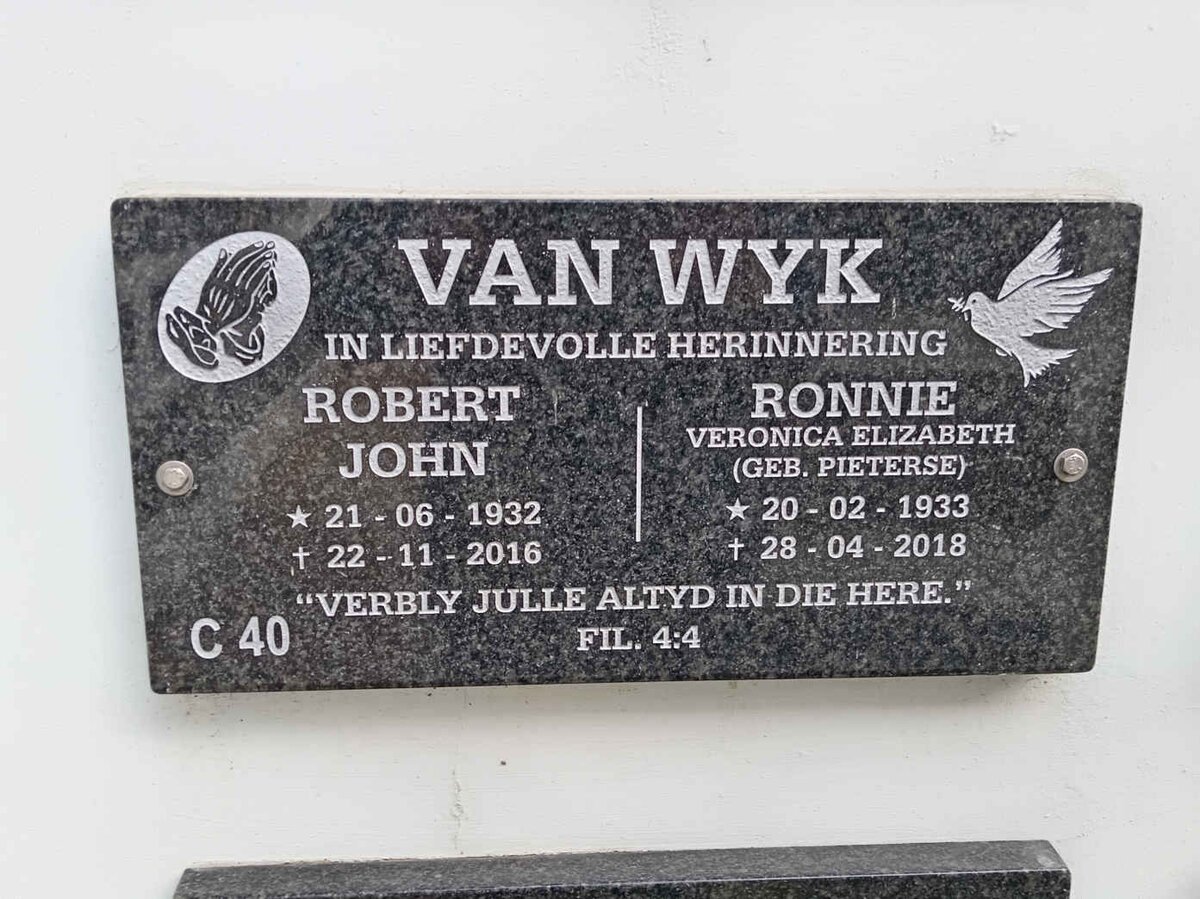 VAN WYK
IN LIEFDEVOLLE HERINNERING
ROBERT
JOHN
★ 21 - 06 - 1932
† 22 - 11 - 2016
RONNIE
VERONICA ELIZABETH
(GEB. PIETERSE)
★ 20 - 02 - 1933
† 28 - 04 - 2018
“VERBLY JULLE ALTYD IN DIE HERE.”
FIL. 4:4
C 40